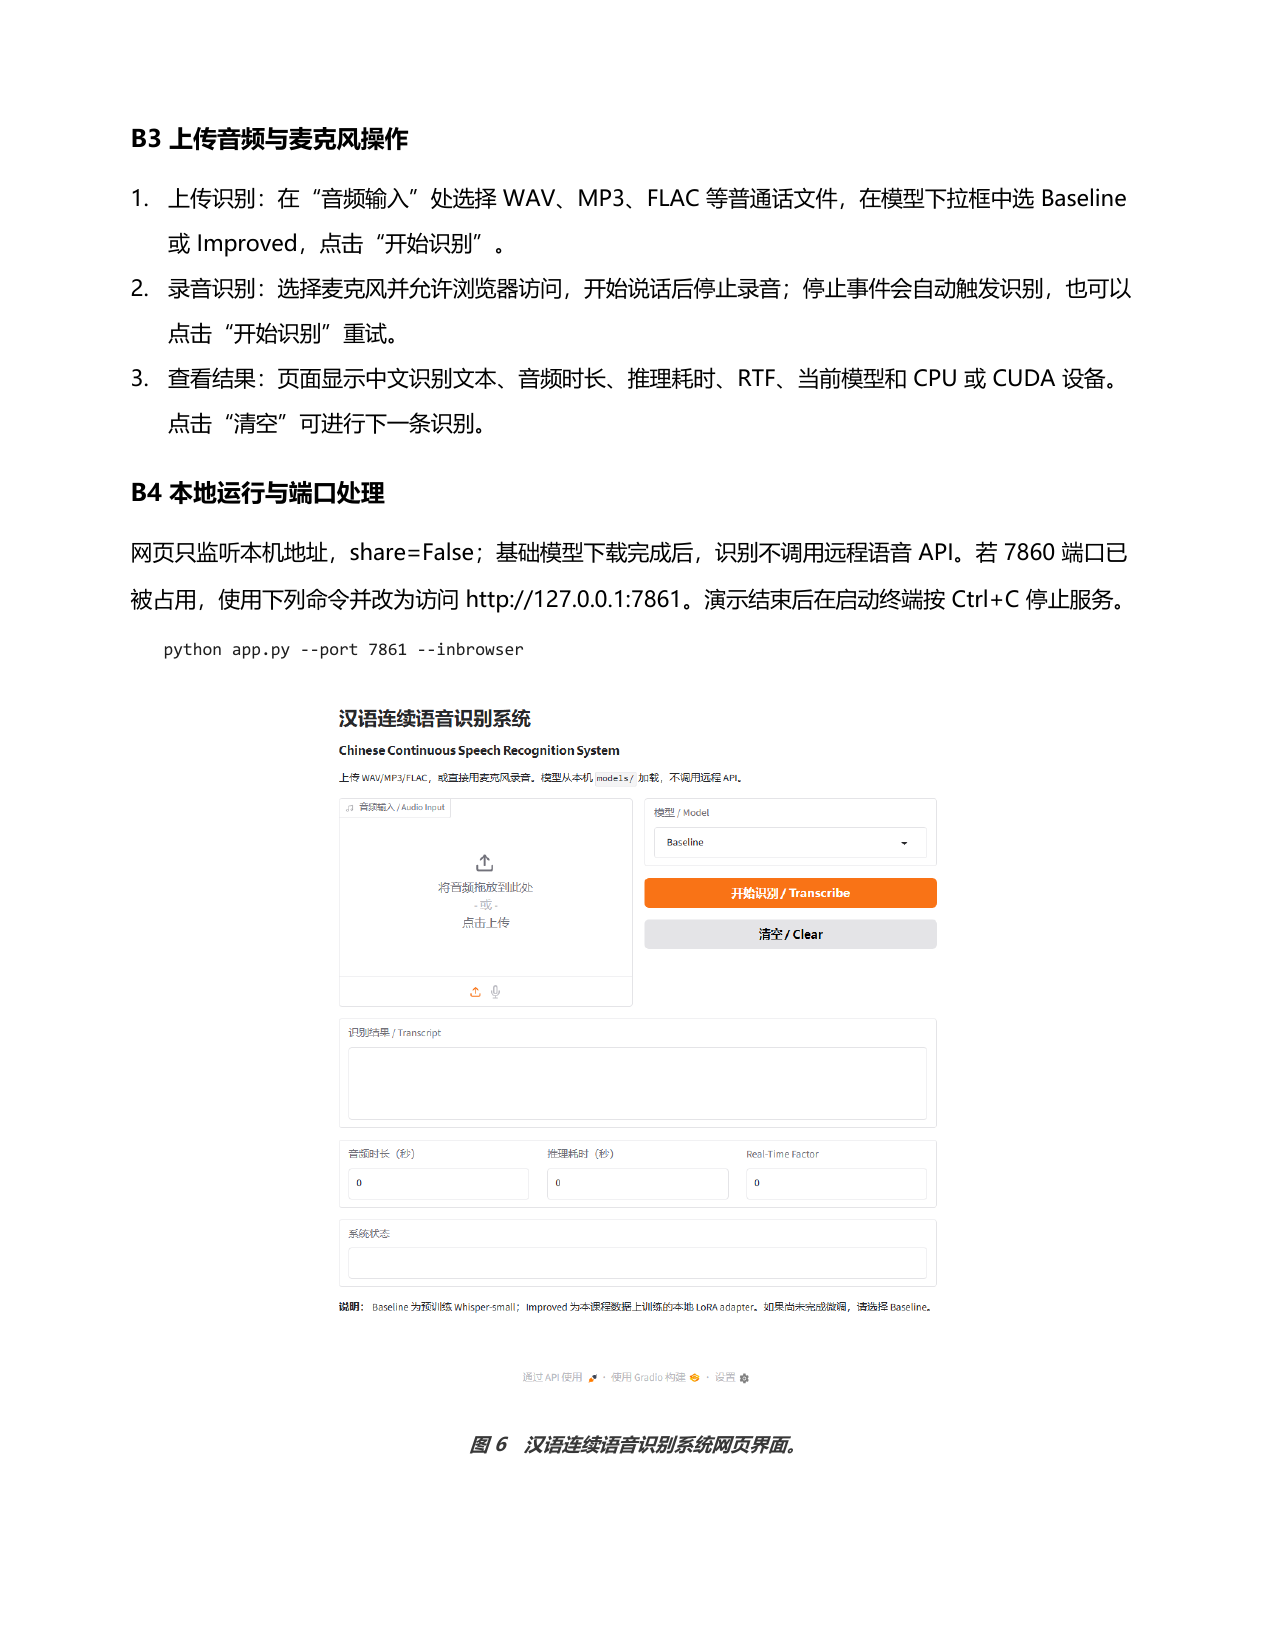 B3 上传音频与麦克风操作
1. 上传识别：在“音频输入”处选择 WAV、MP3、FLAC 等普通话文件，在模型下拉框中选 Baseline
或 Improved，点击“开始识别”。
2. 录音识别：选择麦克风并允许浏览器访问，开始说话后停止录音；停止事件会自动触发识别，也可以
点击“开始识别”重试。
3. 查看结果：页面显示中文识别文本、音频时长、推理耗时、RTF、当前模型和 CPU 或 CUDA 设备。
点击“清空”可进行下一条识别。
B4 本地运行与端口处理
网页只监听本机地址，share=False；基础模型下载完成后，识别不调用远程语音 API。若 7860 端口已
被占用，使用下列命令并改为访问 http://127.0.0.1:7861。演示结束后在启动终端按 Ctrl+C 停止服务。
python app.py --port 7861 --inbrowser
汉语连续语音识别系统
Chinese Continuous Speech Recognition System
上传 WAV/MP3/FLAC，或直接用麦克风录音。模型从本机 models/ 加载，不调用远程 API。
音频输入 / Audio Input
将音频拖放到此处
- 或 -
点击上传
模型 / Model
Baseline
开始识别 / Transcribe
清空 / Clear
识别结果 / Transcript
音频时长（秒） 推理耗时（秒） Real-Time Factor
0 0 0
系统状态
说明： Baseline 为预训练 Whisper-small；Improved 为本课程数据上训练的本地 LoRA adapter。如果尚未完成微调，请选择 Baseline。
通过 API 使用 · 使用 Gradio 构建 · 设置
图 6 汉语连续语音识别系统网页界面。